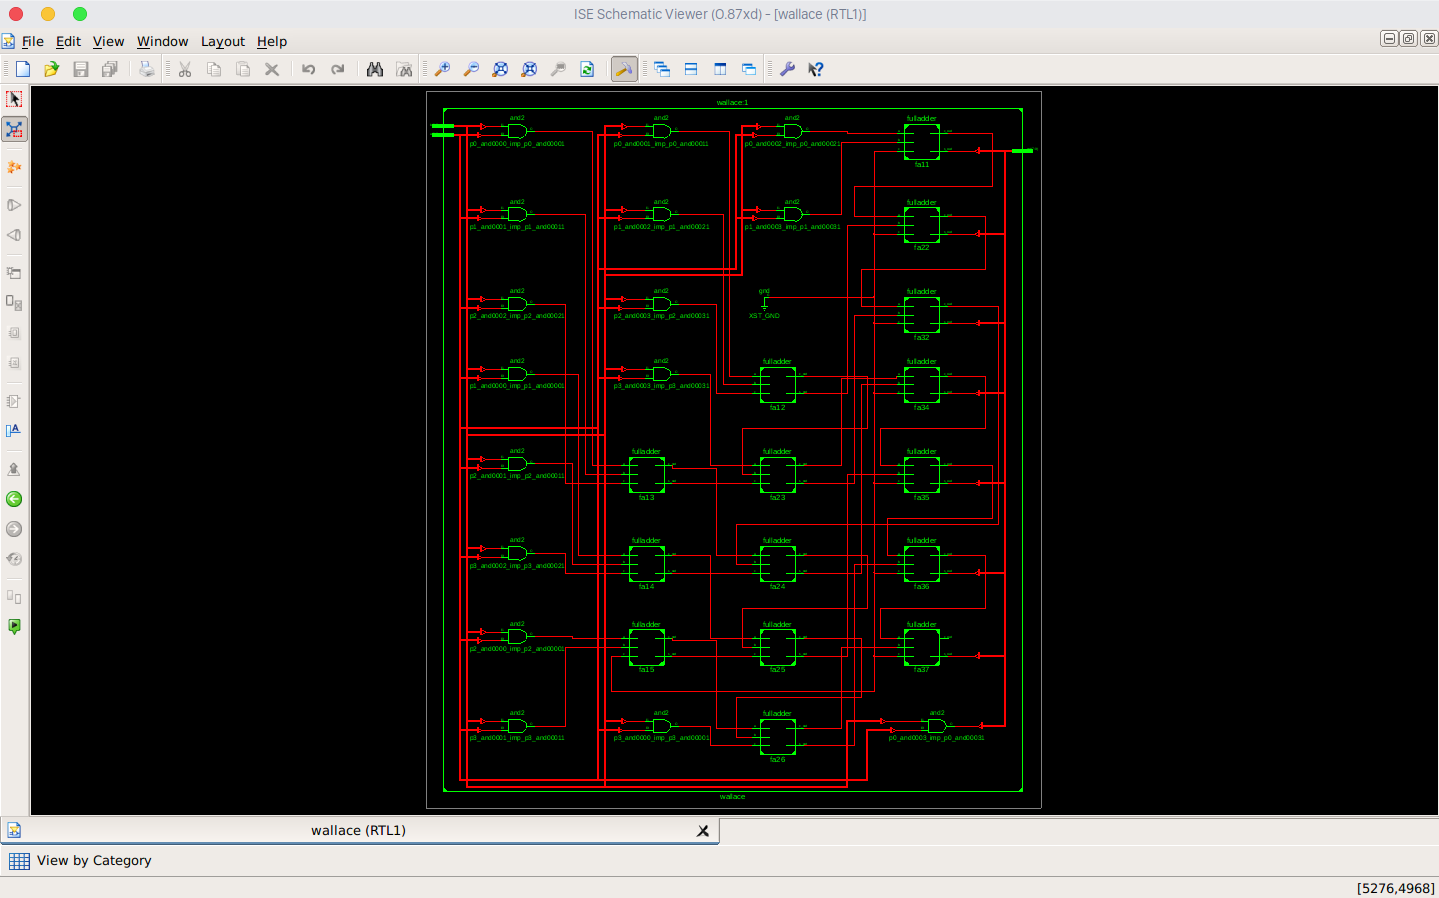 ISE Schematic Viewer (O.87xd) - [wallace (RTL1)]
File Edit View Window Layout Help
wallace:1
and2 and2 and2 fulladder
p0_and0000_imp_p0_and00001 p0_and0001_imp_p0_and00011 p0_and0002_imp_p0_and00021
fa11
and2 and2 and2 fulladder
p1_and0001_imp_p1_and00011 p1_and0002_imp_p1_and00021 p1_and0003_imp_p1_and00031
fa22
and2 and2 gnd fulladder
p2_and0002_imp_p2_and00021 p2_and0003_imp_p2_and00031 XST_GND
fa32
and2 and2 fulladder fulladder
p1_and0000_imp_p1_and00001 p3_and0003_imp_p3_and00031
fa12 fa34
and2 fulladder fulladder fulladder
p2_and0001_imp_p2_and00011
fa13 fa23 fa35
and2 fulladder fulladder fulladder
p3_and0002_imp_p3_and00021
fa14 fa24 fa36
and2 fulladder fulladder fulladder
p2_and0000_imp_p2_and00001
fa15 fa25 fa37
and2 and2 fulladder and2
p3_and0001_imp_p3_and00011 p3_and0000_imp_p3_and00001 p0_and0003_imp_p0_and00031
fa26
wallace
wallace (RTL1)
View by Category
[5276,4968]